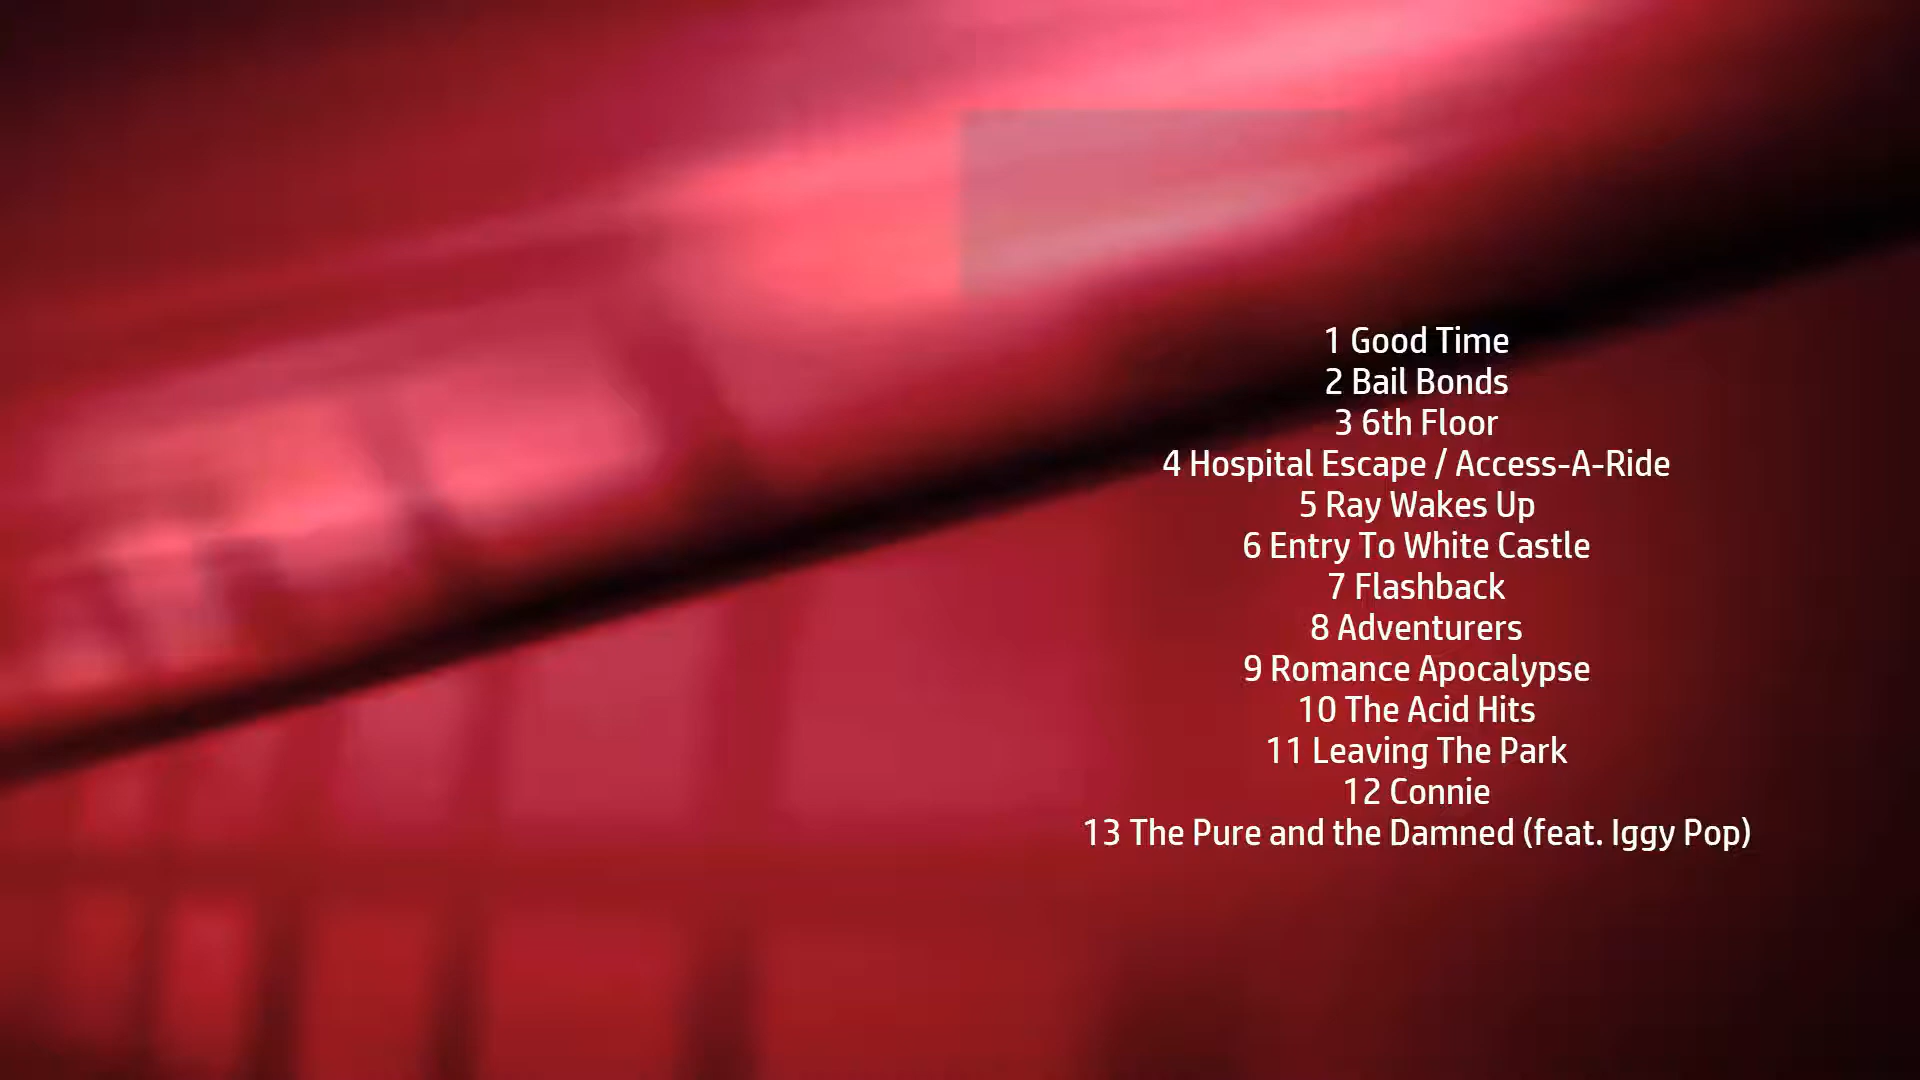 1 Good Time
2 Bail Bonds
3 6th Floor
4 Hospital Escape / Access-A-Ride
5 Ray Wakes Up
6 Entry To White Castle
7 Flashback
8 Adventurers
9 Romance Apocalypse
10 The Acid Hits
11 Leaving The Park
12 Connie
13 The Pure and the Damned (feat. Iggy Pop)